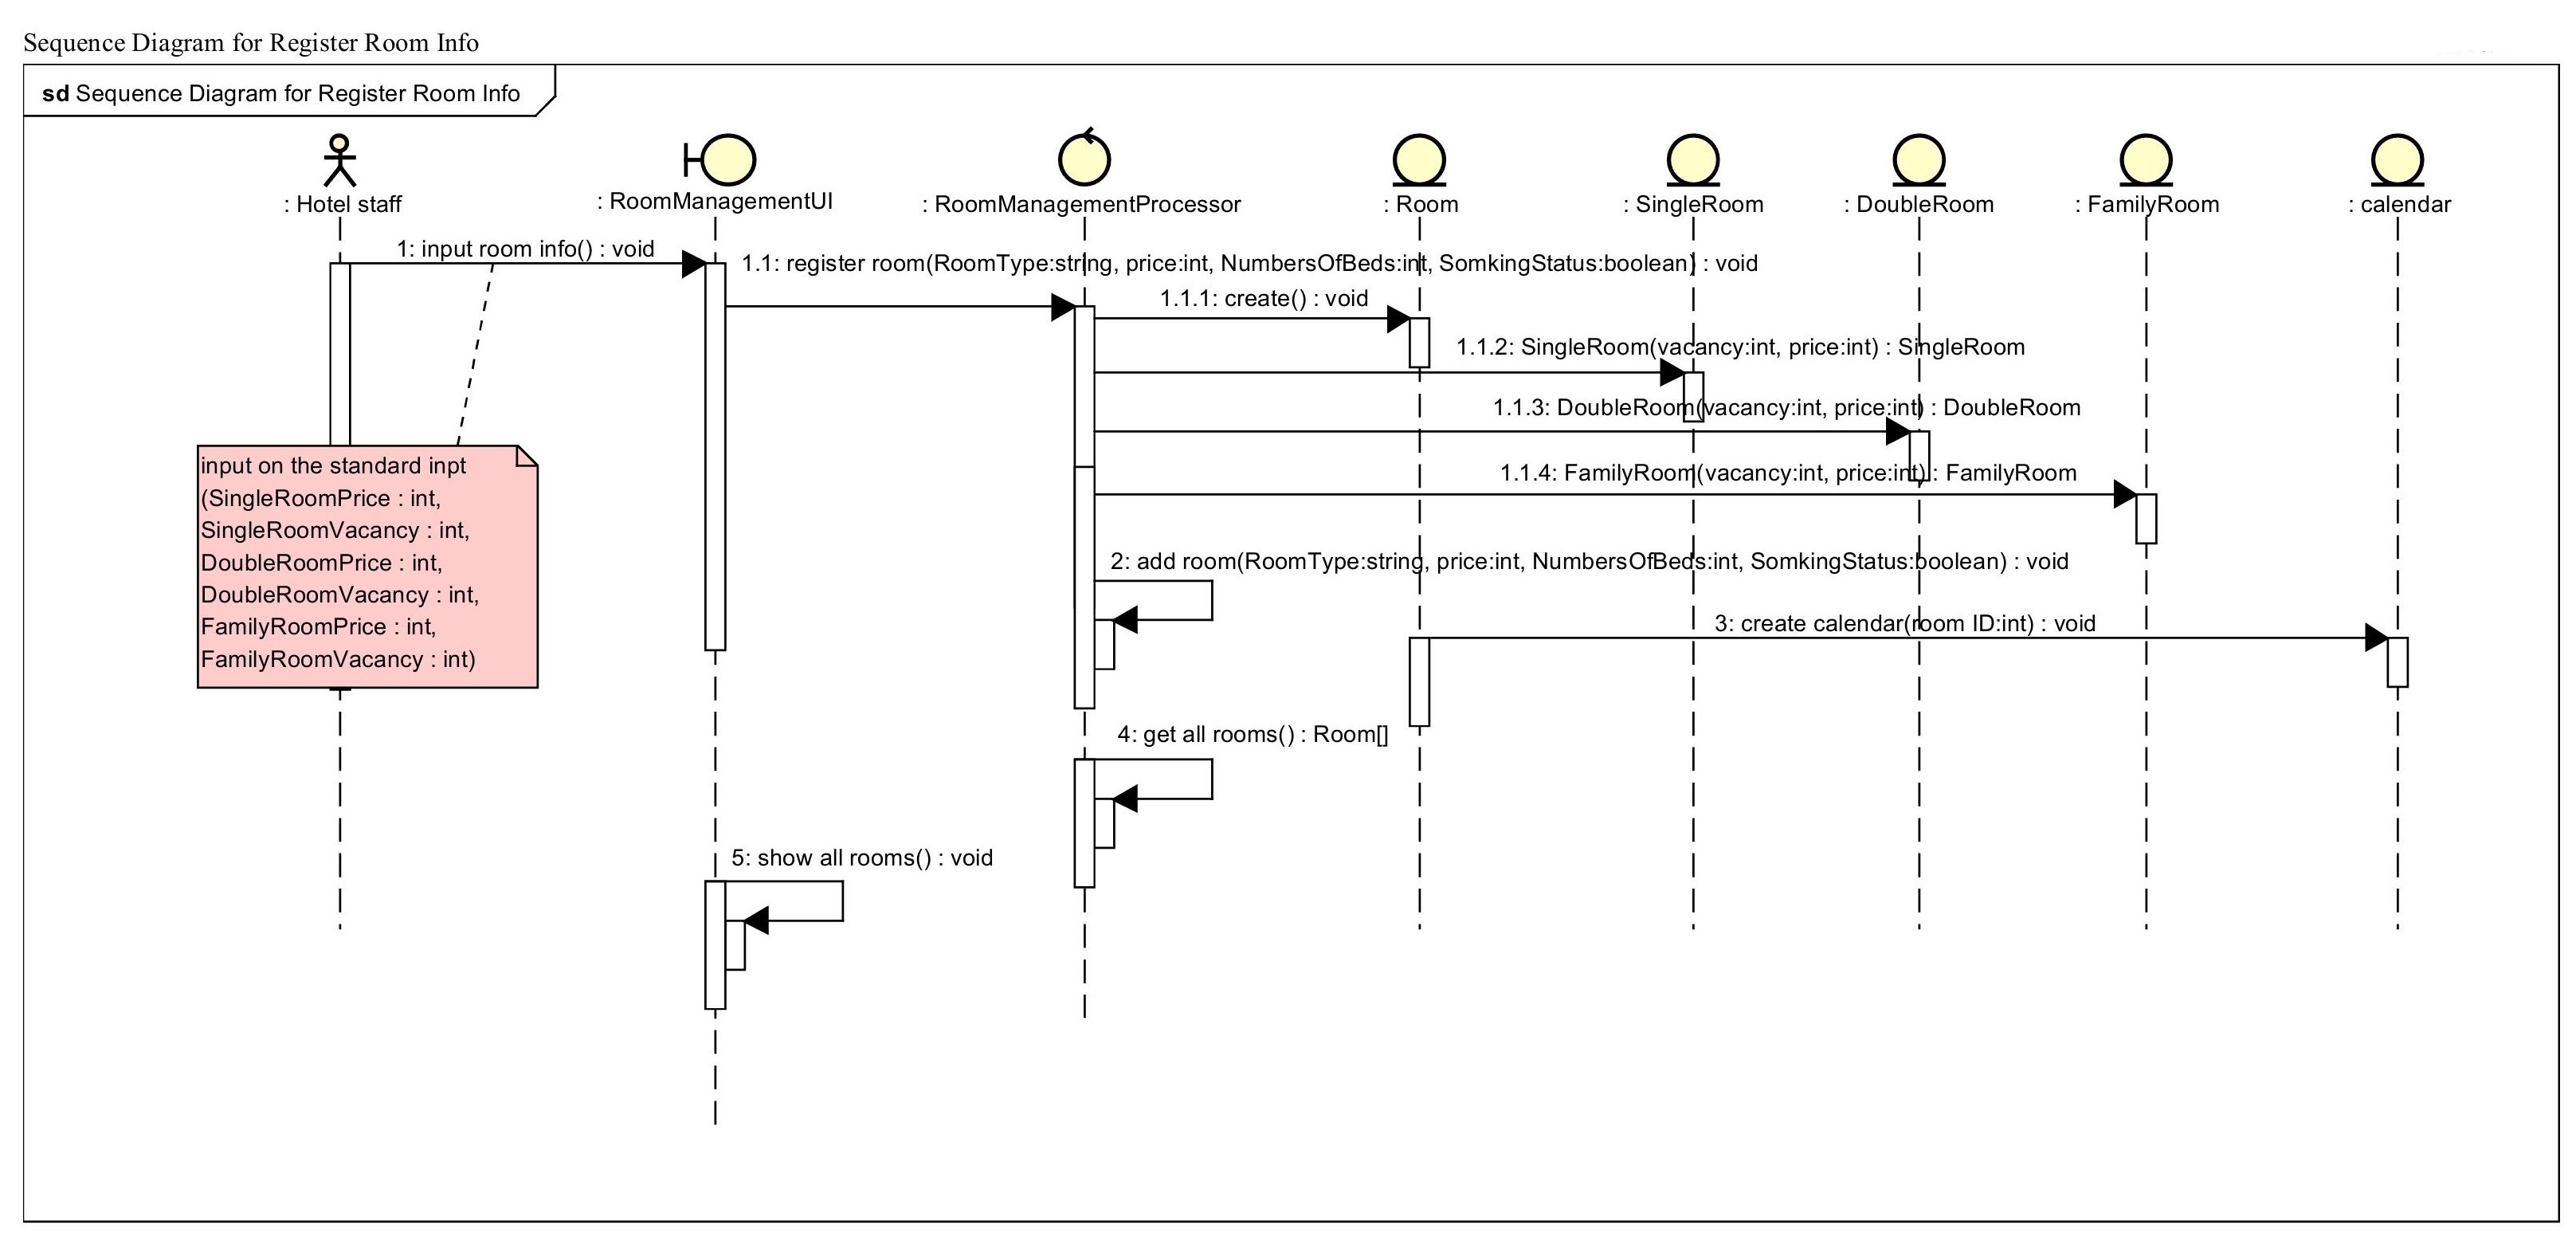 Sequence Diagram for Register Room Info
sd Sequence Diagram for Register Room Info
: Hotel staff
: RoomManagementUI
: RoomManagementProcessor
: Room
: SingleRoom
: DoubleRoom
: FamilyRoom
: calendar
1: input room info() : void
1.1: register room(RoomType:string, price:int, NumbersOfBeds:int, SomkingStatus:boolean) : void
1.1.1: create() : void
1.1.2: SingleRoom(vacancy:int, price:int) : SingleRoom
1.1.3: DoubleRoom(vacancy:int, price:int) : DoubleRoom
1.1.4: FamilyRoom(vacancy:int, price:int) : FamilyRoom
input on the standard inpt
(SingleRoomPrice : int,
SingleRoomVacancy : int,
DoubleRoomPrice : int,
DoubleRoomVacancy : int,
FamilyRoomPrice : int,
FamilyRoomVacancy : int)
2: add room(RoomType:string, price:int, NumbersOfBeds:int, SomkingStatus:boolean) : void
3: create calendar(room ID:int) : void
4: get all rooms() : Room[]
5: show all rooms() : void